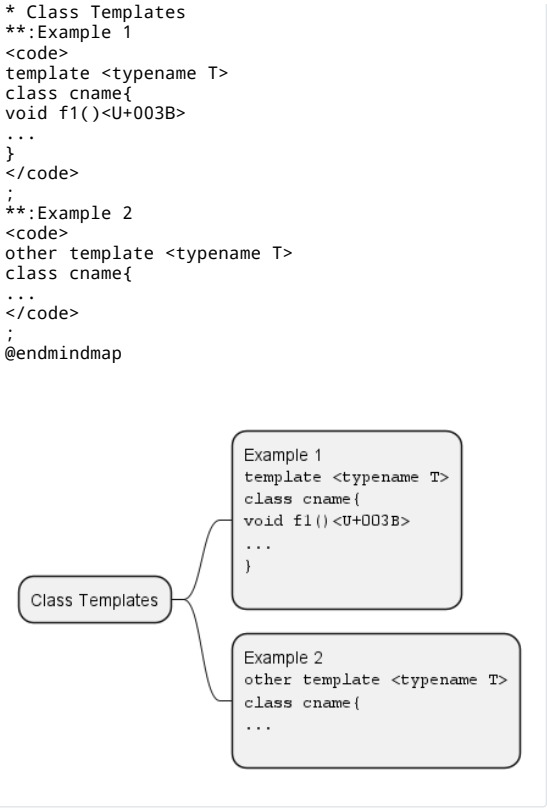 * Class Templates
**:Example 1
<code>
template <typename T>
class cname{
void f1()<U+003B>
...
}
</code>
;
**:Example 2
<code>
other template <typename T>
class cname{
...
</code>
;
@endmindmap
Class Templates
Example 1
template <typename T>
class cname{
void f1()<U+003B>
...
}
Example 2
other template <typename T>
class cname{
...